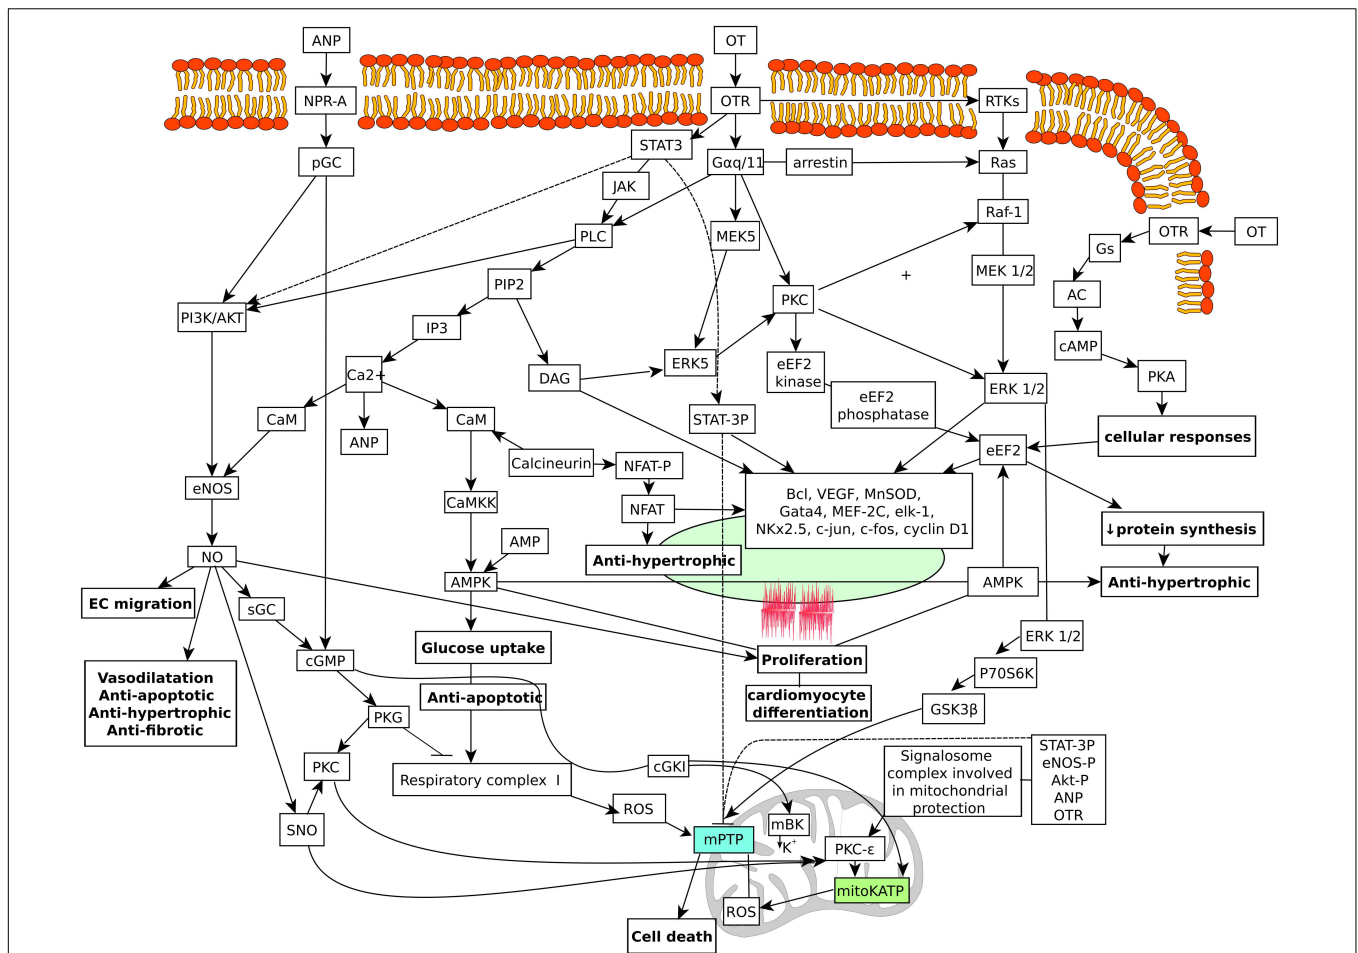 ANP
OT
NPR-A
OTR
RTKs
STAT3
Gαq/11
arrestin
Ras
pGC
JAK
Raf-1
PLC
MEK5
OTR
OT
Gs
MEK 1/2
PIP2
PKC
+
AC
PI3K/AKT
IP3
cAMP
ERK5
eEF2
kinase
Ca2+
DAG
ERK 1/2
PKA
eEF2
phosphatase
CaM
ANP
CaM
STAT-3P
cellular responses
eEF2
Calcineurin
NFAT-P
eNOS
CaMKK
NFAT
Bcl, VEGF, MnSOD,
Gata4, MEF-2C, elk-1,
NKx2.5, c-jun, c-fos, cyclin D1
↓protein synthesis
NO
AMP
Anti-hypertrophic
AMPK
AMPK
Anti-hypertrophic
EC migration
sGC
ERK 1/2
Glucose uptake
cGMP
Proliferation
P70S6K
Vasodilatation
Anti-apoptotic
Anti-hypertrophic
Anti-fibrotic
Anti-apoptotic
cardiomyocyte
differentiation
GSK3β
PKG
PKC
Respiratory complex I
cGKI
Signalosome
complex involved
in mitochondrial
protection
STAT-3P
eNOS-P
Akt-P
ANP
OTR
ROS
SNO
mPTP
mBK
K+
PKC-ε
mitoKATP
ROS
Cell death